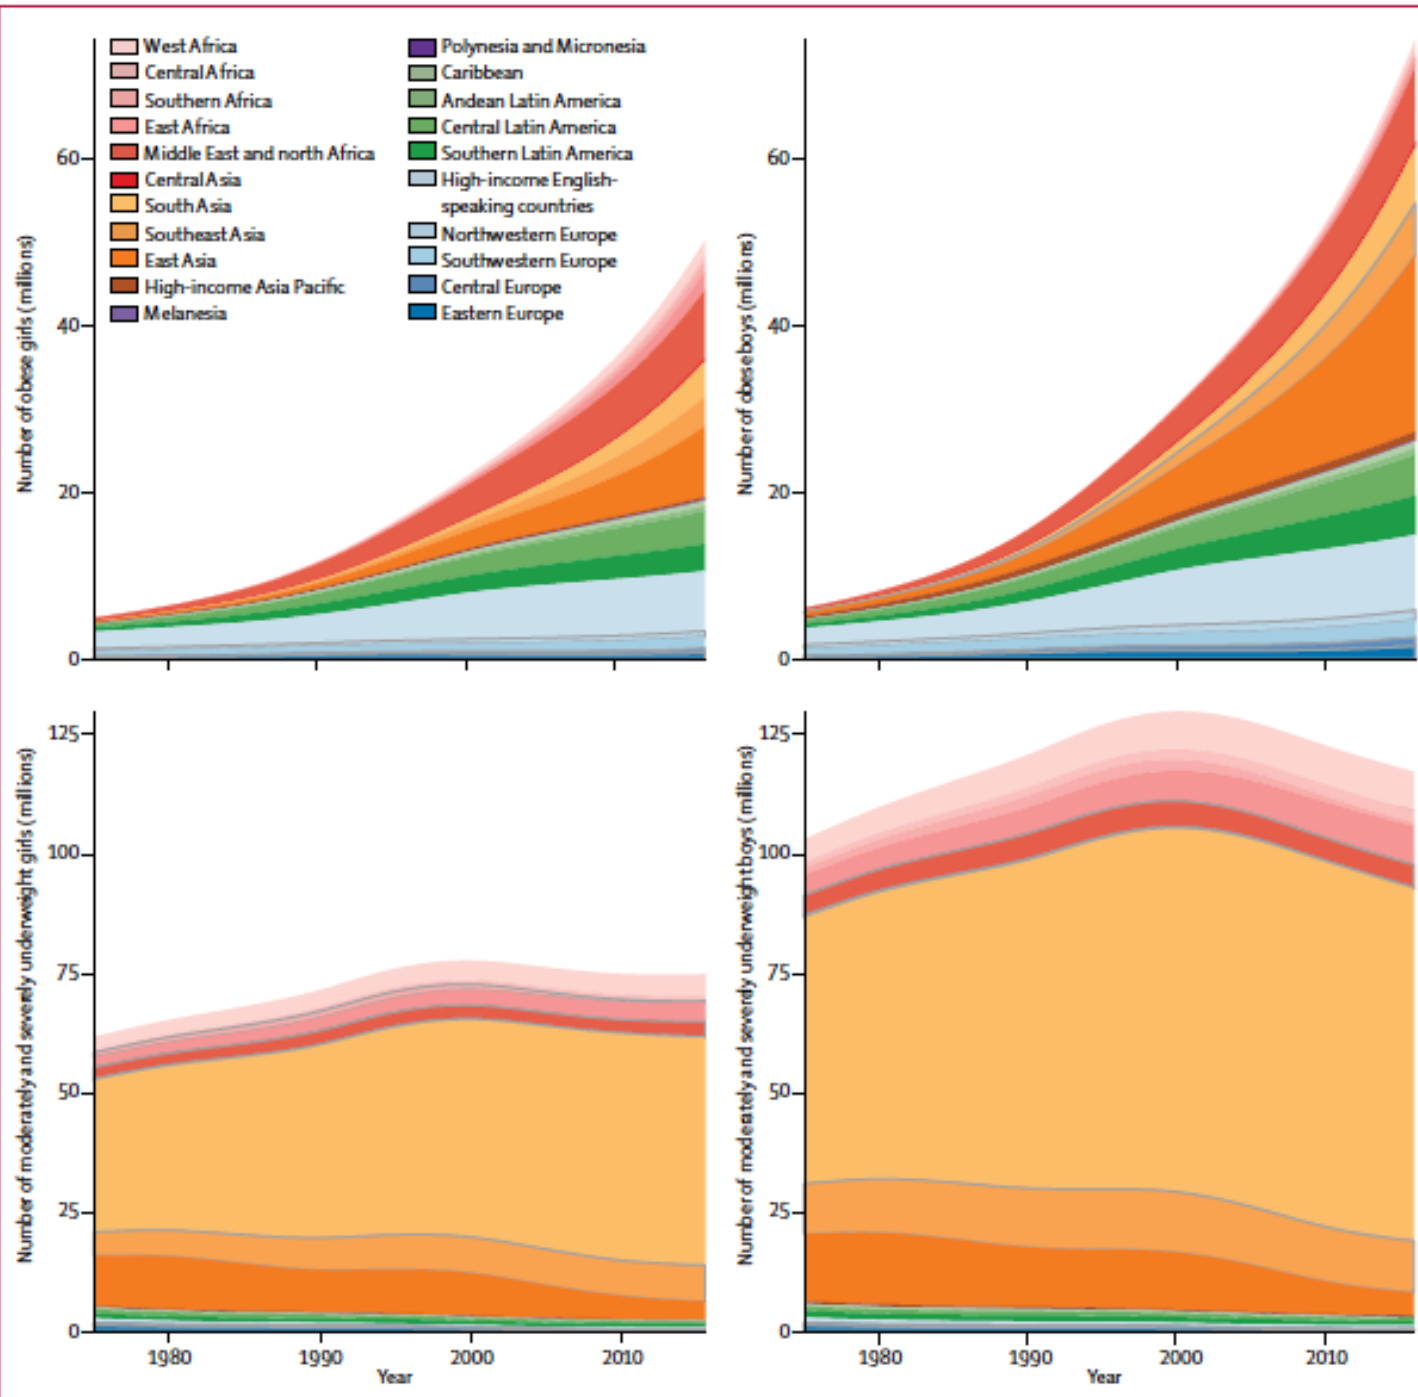 West Africa
Central Africa
Southern Africa
East Africa
Middle East and north Africa
Central Asia
South Asia
Southeast Asia
East Asia
High-income Asia Pacific
Melanesia
Polynesia and Micronesia
Caribbean
Andean Latin America
Central Latin America
Southern Latin America
High-income English-
speaking countries
Northwestern Europe
Southwestern Europe
Central Europe
Eastern Europe
Number of obese girls (millions)
60
40
20
0
Number of obese boys (millions)
60
40
20
0
Number of moderately and severely underweight girls (millions)
125
100
75
50
25
0
1980
1990
2000
2010
Year
Number of moderately and severely underweight boys (millions)
125
100
75
50
25
0
1980
1990
2000
2010
Year